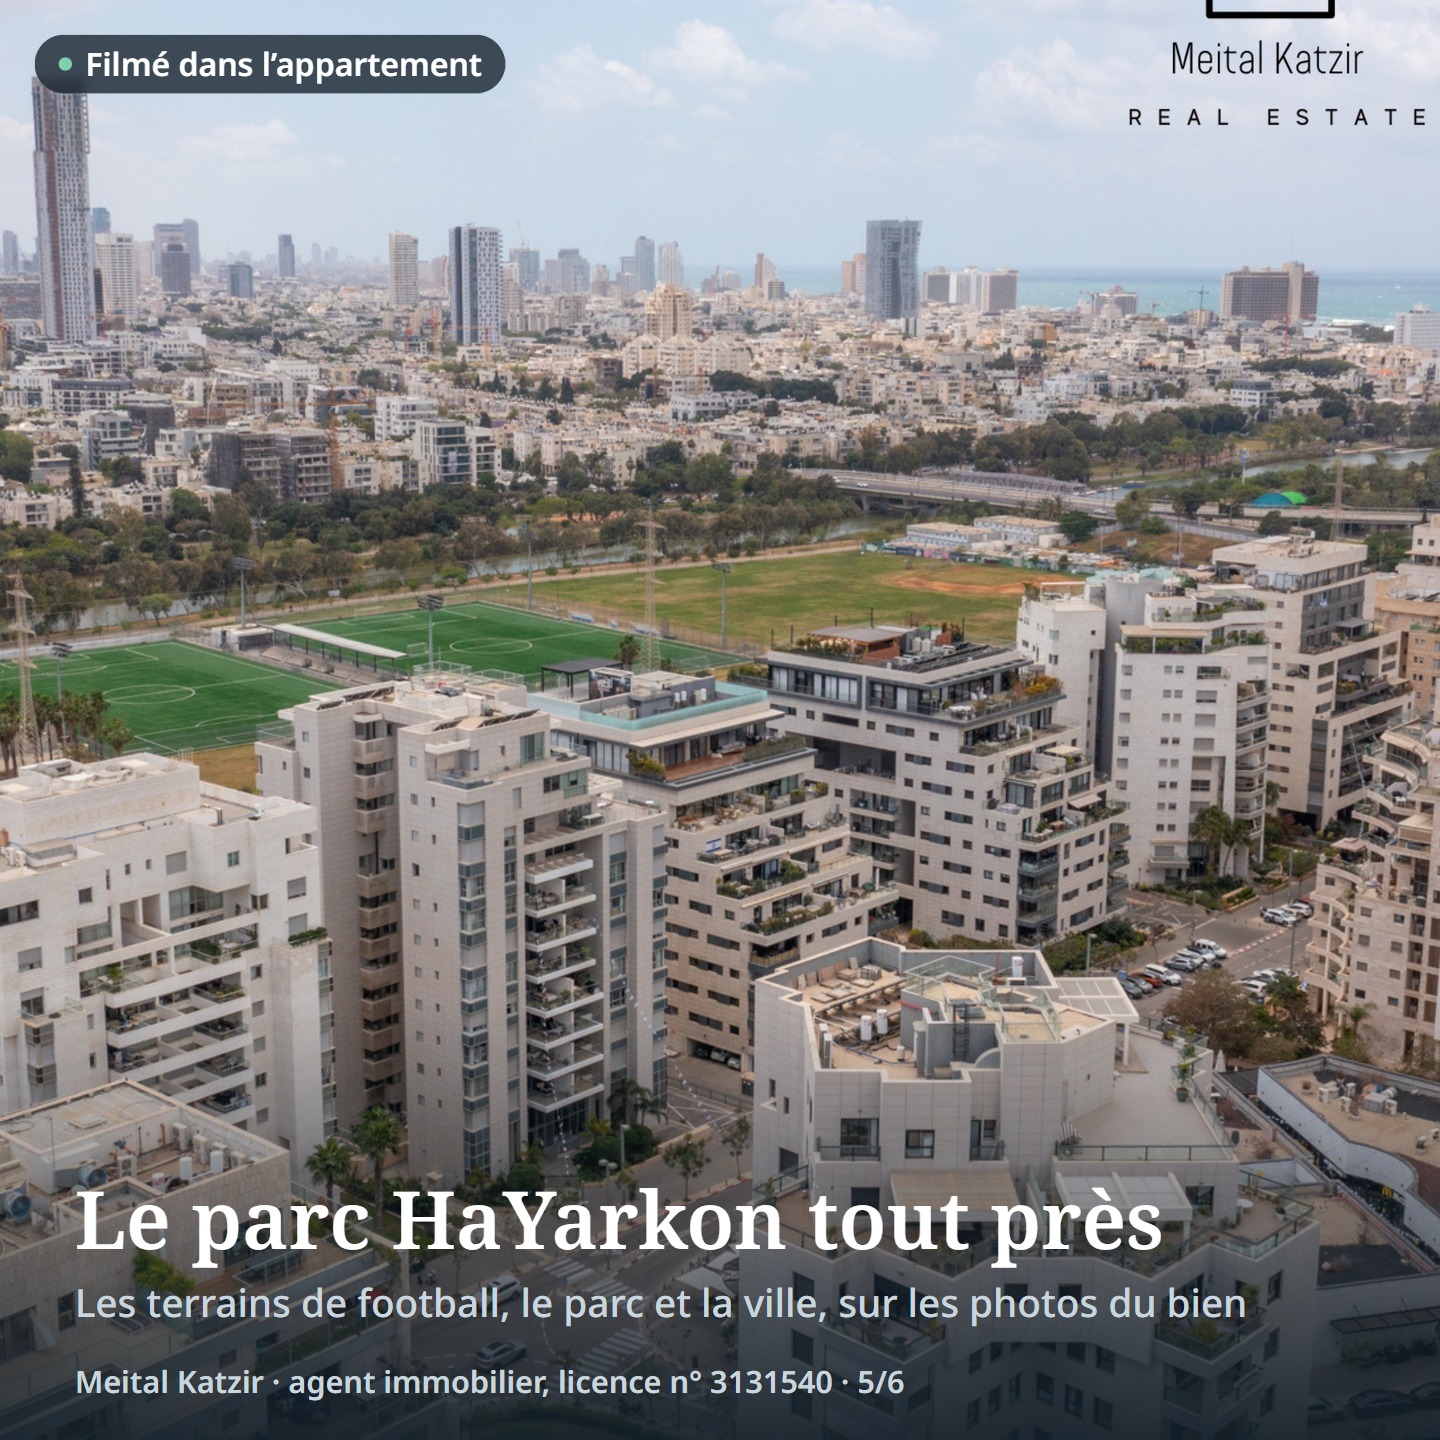 Filmé dans l’appartement
Meital Katzir
REAL ESTATE
Le parc HaYarkon tout près
Les terrains de football, le parc et la ville, sur les photos du bien
Meital Katzir · agent immobilier, licence n° 3131540 · 5/6